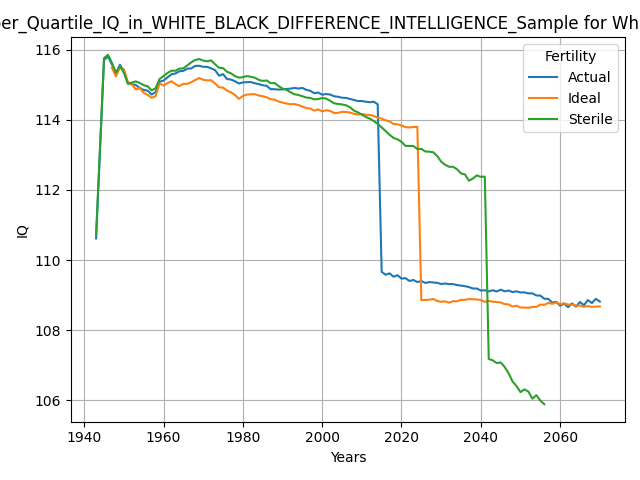 per_Quartile_IQ_in_WHITE_BLACK_DIFFERENCE_INTELLIGENCE_Sample for Wh
116
114
112
110
108
106
IQ
1940
1960
1980
2000
2020
2040
2060
Years
Fertility
Actual
Ideal
Sterile